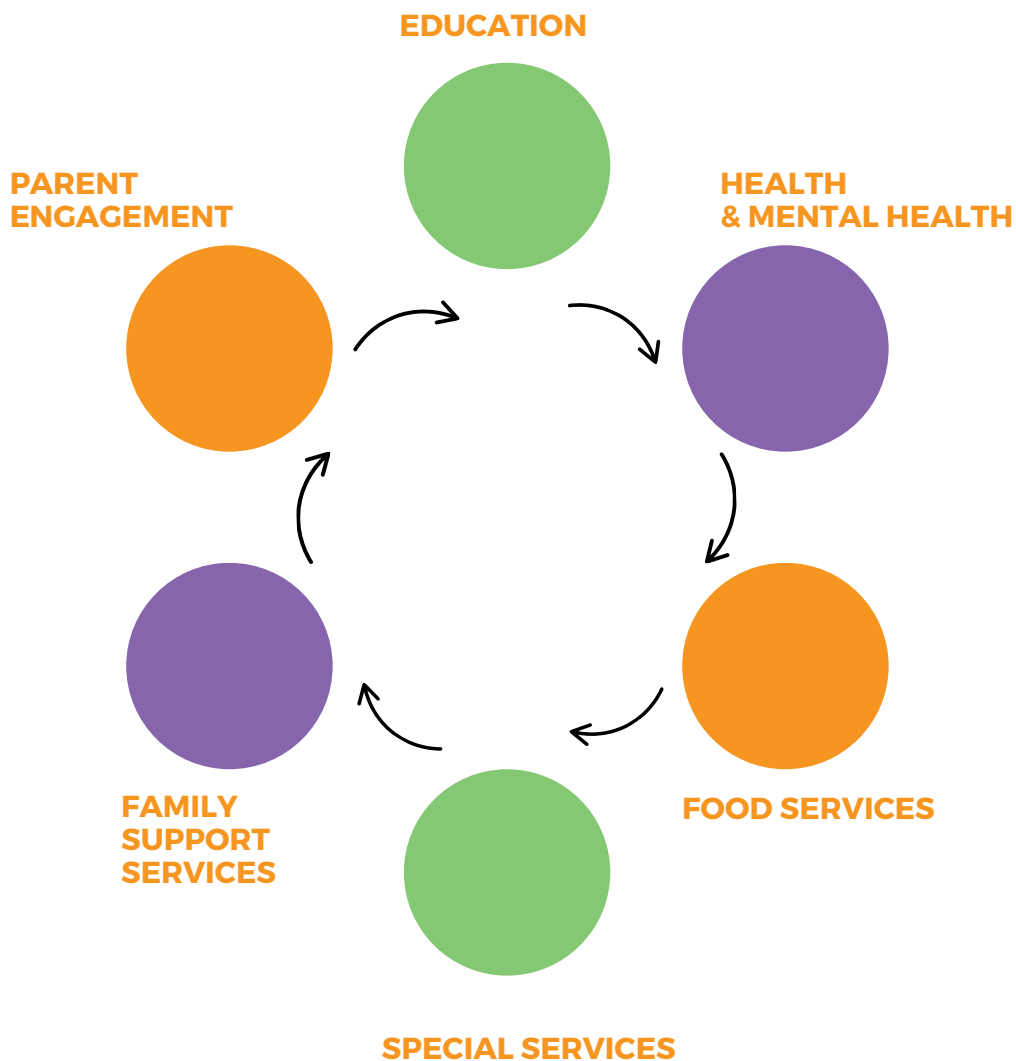 EDUCATION
PARENT
ENGAGEMENT
HEALTH
& MENTAL HEALTH
FAMILY
SUPPORT
SERVICES
FOOD SERVICES
SPECIAL SERVICES